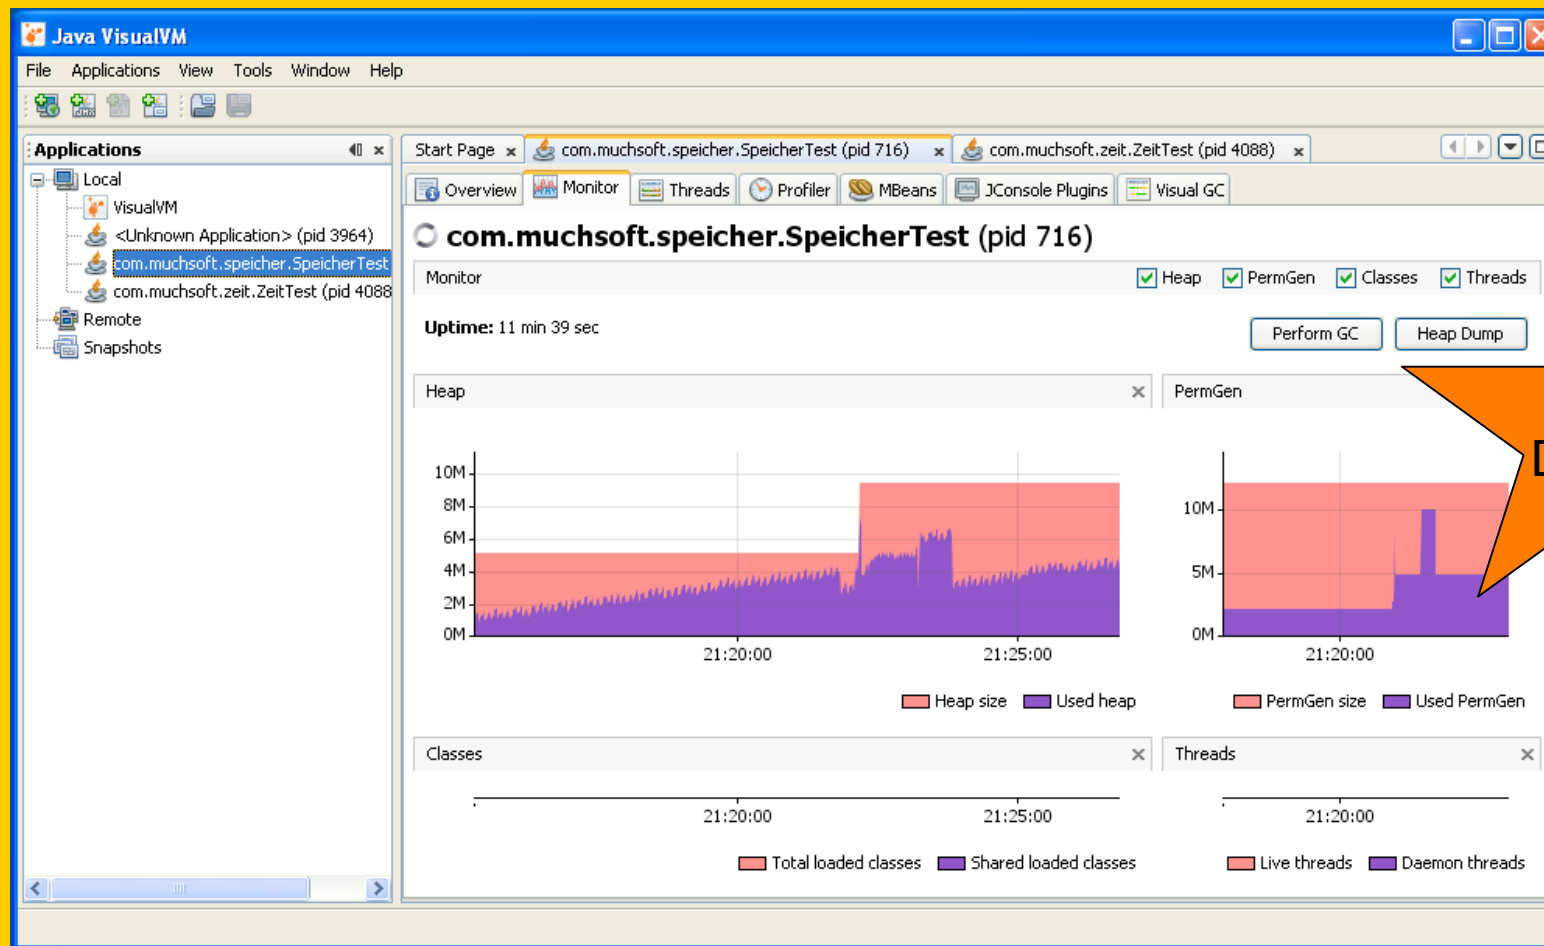 Java VisualVM
File Applications View Tools Window Help
Applications
Start Page com.muchsoft.speicher.SpeicherTest (pid 716) com.muchsoft.zeit.ZeitTest (pid 4088)
Local
VisualVM
<Unknown Application> (pid 3964)
com.muchsoft.speicher.SpeicherTest
com.muchsoft.zeit.ZeitTest (pid 4088
Remote
Snapshots
Overview Monitor Threads Profiler MBeans JConsole Plugins Visual GC
com.muchsoft.speicher.SpeicherTest (pid 716)
Monitor Heap PermGen Classes Threads
Uptime: 11 min 39 sec Perform GC Heap Dump
Heap
10M
8M
6M
4M
2M
0M
21:20:00 21:25:00
Heap size Used heap
PermGen
10M
5M
0M
21:20:00
PermGen size Used PermGen
Classes
21:20:00 21:25:00
Total loaded classes Shared loaded classes
Threads
21:20:00
Live threads Daemon threads